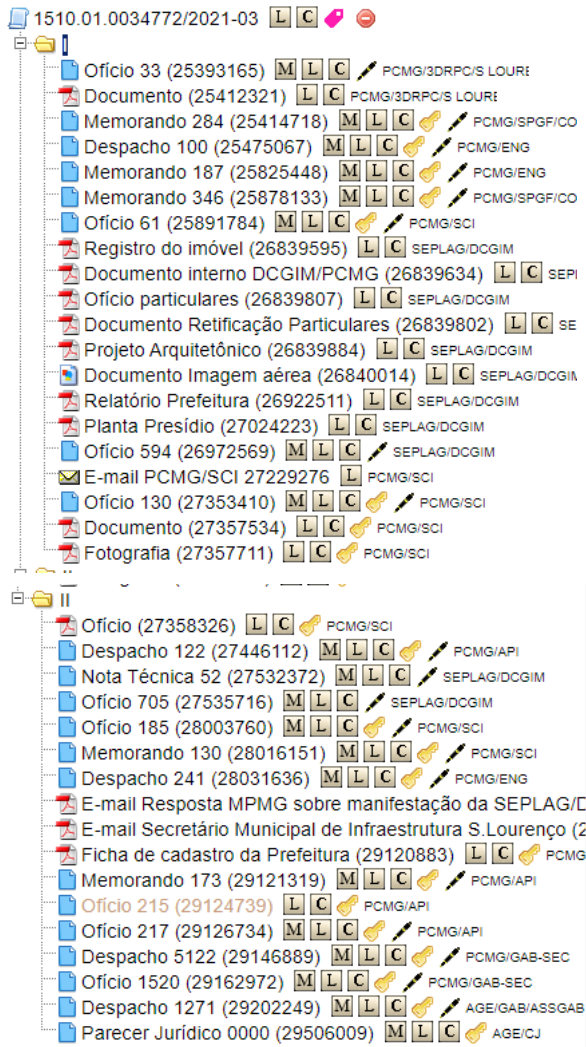 1510.01.0034772/2021-03 L C
I
Ofício 33 (25393165) M L C PCMG/3DRPC/S LOURE
Documento (25412321) L C PCMG/3DRPC/S LOURE
Memorando 284 (25414718) M L C PCMG/SPGF/CO
Despacho 100 (25475067) M L C PCMG/ENG
Memorando 187 (25825448) M L C PCMG/ENG
Memorando 346 (25878133) M L C PCMG/SPGF/CO
Ofício 61 (25891784) M L C PCMG/SCI
Registro do imóvel (26839595) L C SEPLAG/DCGIM
Documento interno DCGIM/PCMG (26839634) L C SEPI
Ofício particulares (26839807) L C SEPLAG/DCGIM
Documento Retificação Particulares (26839802) L C SE
Projeto Arquitetônico (26839884) L C SEPLAG/DCGIM
Documento Imagem aérea (26840014) L C SEPLAG/DCGIM
Relatório Prefeitura (26922511) L C SEPLAG/DCGIM
Planta Presídio (27024223) L C SEPLAG/DCGIM
Ofício 594 (26972569) M L C SEPLAG/DCGIM
E-mail PCMG/SCI 27229276 L PCMG/SCI
Ofício 130 (27353410) M L C PCMG/SCI
Documento (27357534) L C PCMG/SCI
Fotografia (27357711) L C PCMG/SCI
II
Ofício (27358326) L C PCMG/SCI
Despacho 122 (27446112) M L C PCMG/API
Nota Técnica 52 (27532372) M L C SEPLAG/DCGIM
Ofício 705 (27535716) M L C SEPLAG/DCGIM
Ofício 185 (28003760) M L C PCMG/SCI
Memorando 130 (28016151) M L C PCMG/SCI
Despacho 241 (28031636) M L C PCMG/ENG
E-mail Resposta MPMG sobre manifestação da SEPLAG/D
E-mail Secretário Municipal de Infraestrutura S.Lourenço (2
Ficha de cadastro da Prefeitura (29120883) L C PCMG
Memorando 173 (29121319) M L C PCMG/API
Ofício 215 (29124739) L C PCMG/API
Ofício 217 (29126734) M L C PCMG/API
Despacho 5122 (29146889) M L C PCMG/GAB-SEC
Ofício 1520 (29162972) M L C PCMG/GAB-SEC
Despacho 1271 (29202249) M L C AGE/GAB/ASSGAB
Parecer Jurídico 0000 (29506009) M L C AGE/CJ